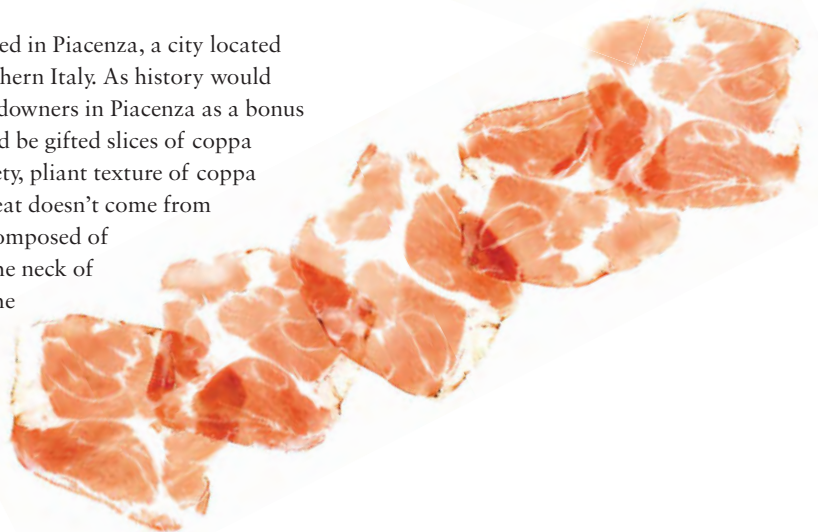 ed in Piacenza, a city located
hern Italy. As history would
downers in Piacenza as a bonus
d be gifted slices of coppa
ety, pliant texture of coppa
eat doesn’t come from
omposed of
he neck of
ne